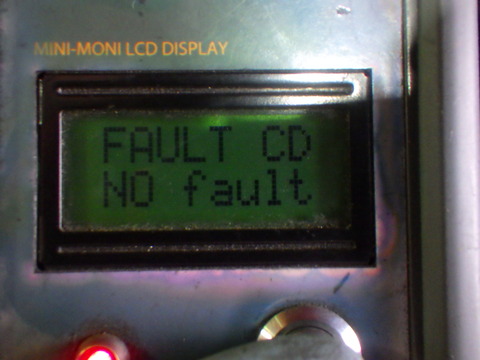 MINI-MONI LCD DISPLAY
FAULT CD
NO fault